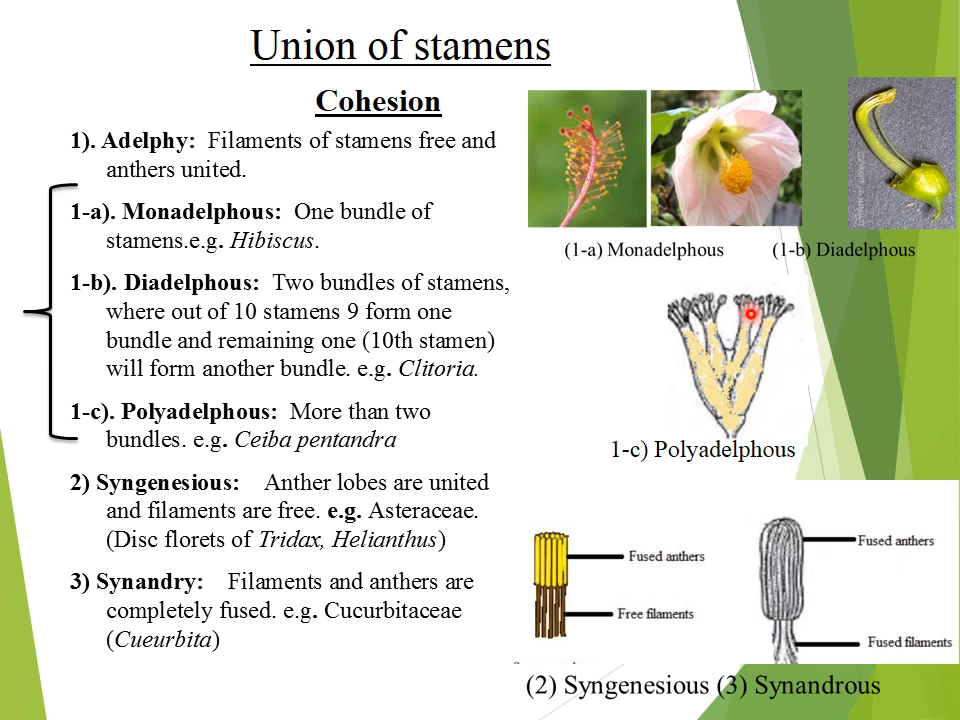 Union of stamens
Cohesion
1). Adelphy: Filaments of stamens free and
anthers united.
1-a). Monadelphous: One bundle of
stamens.e.g. Hibiscus.
1-b). Diadelphous: Two bundles of stamens,
where out of 10 stamens 9 form one
bundle and remaining one (10th stamen)
will form another bundle. e.g. Clitoria.
1-c). Polyadelphous: More than two
bundles. e.g. Ceiba pentandra
2) Syngenesious: Anther lobes are united
and filaments are free. e.g. Asteraceae.
(Disc florets of Tridax, Helianthus)
3) Synandry: Filaments and anthers are
completely fused. e.g. Cucurbitaceae
(Cueurbita)
(1-a) Monadelphous
(1-b) Diadelphous
1-c) Polyadelphous
Fused anthers
Free filaments
Fused anthers
Fused filaments
(2) Syngenesious (3) Synandrous